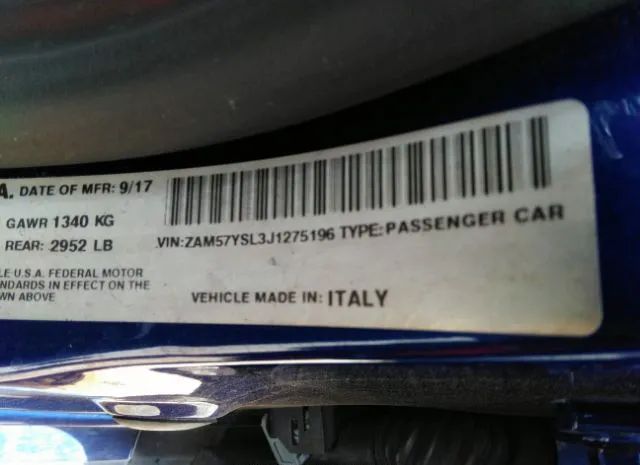 A. DATE OF MFR: 9/17
GAWR 1340 KG
REAR: 2952 LB
VIN:ZAM57YSL3J1275196 TYPE:PASSENGER CAR
LE U.S.A. FEDERAL MOTOR
NDARDS IN EFFECT ON THE
WN ABOVE
VEHICLE MADE IN: ITALY